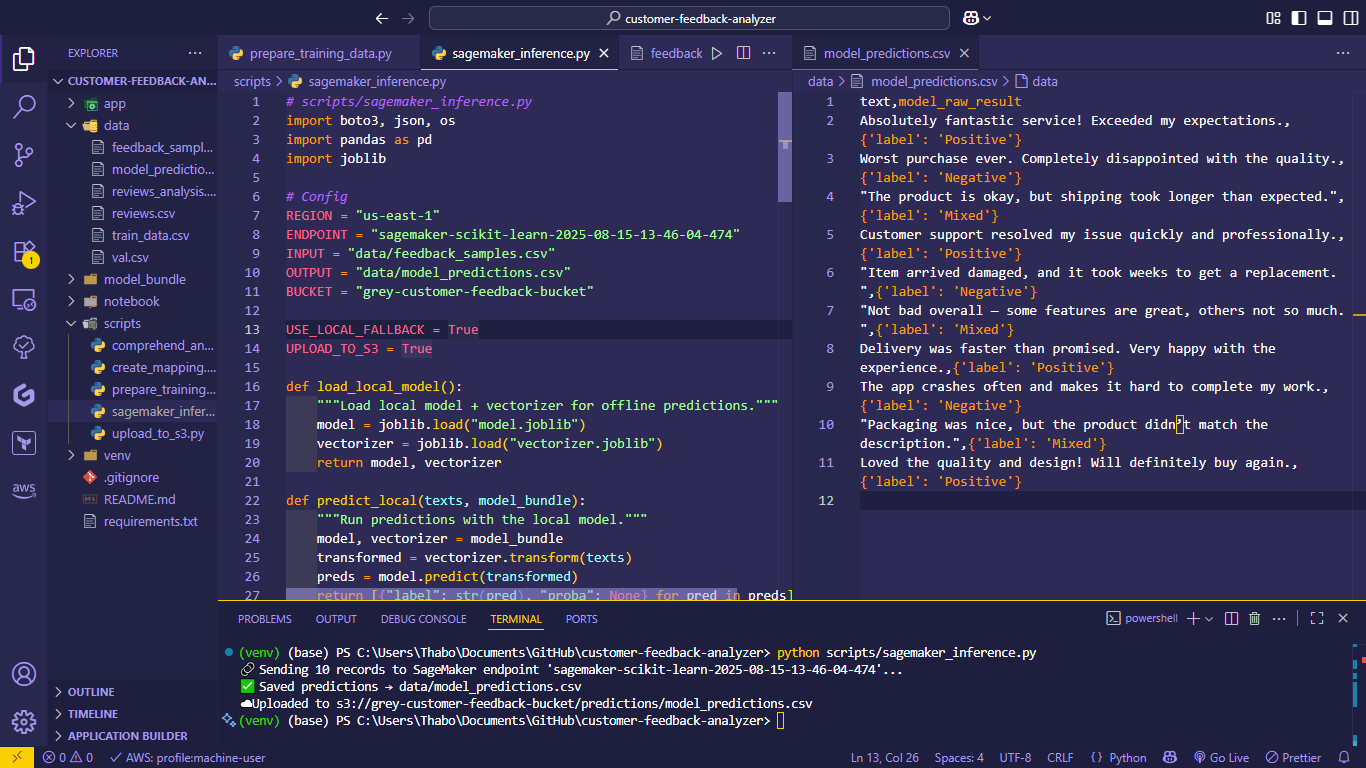 customer-feedback-analyzer
EXPLORER
CUSTOMER-FEEDBACK-AN...
app
data
feedback_sampl...
model_predictio...
reviews_analysis....
reviews.csv
train_data.csv
val.csv
model_bundle
notebook
scripts
comprehend_an...
create_mapping....
prepare_training...
sagemaker_infer...
upload_to_s3.py
venv
.gitignore
README.md
requirements.txt
OUTLINE
TIMELINE
APPLICATION BUILDER
1
aws
prepare_training_data.py
sagemaker_inference.py
feedback
scripts > sagemaker_inference.py
1 # scripts/sagemaker_inference.py
2 import boto3, json, os
3 import pandas as pd
4 import joblib
5
6 # Config
7 REGION = "us-east-1"
8 ENDPOINT = "sagemaker-scikit-learn-2025-08-15-13-46-04-474"
9 INPUT = "data/feedback_samples.csv"
10 OUTPUT = "data/model_predictions.csv"
11 BUCKET = "grey-customer-feedback-bucket"
12
13 USE_LOCAL_FALLBACK = True
14 UPLOAD_TO_S3 = True
15
16 def load_local_model():
17 """Load local model + vectorizer for offline predictions."""
18 model = joblib.load("model.joblib")
19 vectorizer = joblib.load("vectorizer.joblib")
20 return model, vectorizer
21
22 def predict_local(texts, model_bundle):
23 """Run predictions with the local model."""
24 model, vectorizer = model_bundle
25 transformed = vectorizer.transform(texts)
26 preds = model.predict(transformed)
27 return [{"label": str(pred), "proba": None} for pred in preds]
model_predictions.csv
data > model_predictions.csv > data
1 text,model_raw_result
2 Absolutely fantastic service! Exceeded my expectations.,
{'label': 'Positive'}
3 Worst purchase ever. Completely disappointed with the quality.,
{'label': 'Negative'}
4 "The product is okay, but shipping took longer than expected.",
{'label': 'Mixed'}
5 Customer support resolved my issue quickly and professionally.,
{'label': 'Positive'}
6 "Item arrived damaged, and it took weeks to get a replacement.
",{'label': 'Negative'}
7 "Not bad overall – some features are great, others not so much.
",{'label': 'Mixed'}
8 Delivery was faster than promised. Very happy with the
experience.,{'label': 'Positive'}
9 The app crashes often and makes it hard to complete my work.,
{'label': 'Negative'}
10 "Packaging was nice, but the product didn’t match the
description.",{'label': 'Mixed'}
11 Loved the quality and design! Will definitely buy again.,
{'label': 'Positive'}
12
PROBLEMS OUTPUT DEBUG CONSOLE TERMINAL PORTS
powershell
(venv) (base) PS C:\Users\Thabo\Documents\GitHub\customer-feedback-analyzer> python scripts/sagemaker_inference.py
Sending 10 records to SageMaker endpoint 'sagemaker-scikit-learn-2025-08-15-13-46-04-474'...
Saved predictions → data/model_predictions.csv
Uploaded to s3://grey-customer-feedback-bucket/predictions/model_predictions.csv
(venv) (base) PS C:\Users\Thabo\Documents\GitHub\customer-feedback-analyzer>
0 0 AWS: profile:machine-user
Ln 13, Col 26 Spaces: 4 UTF-8 CRLF {} Python Go Live Prettier